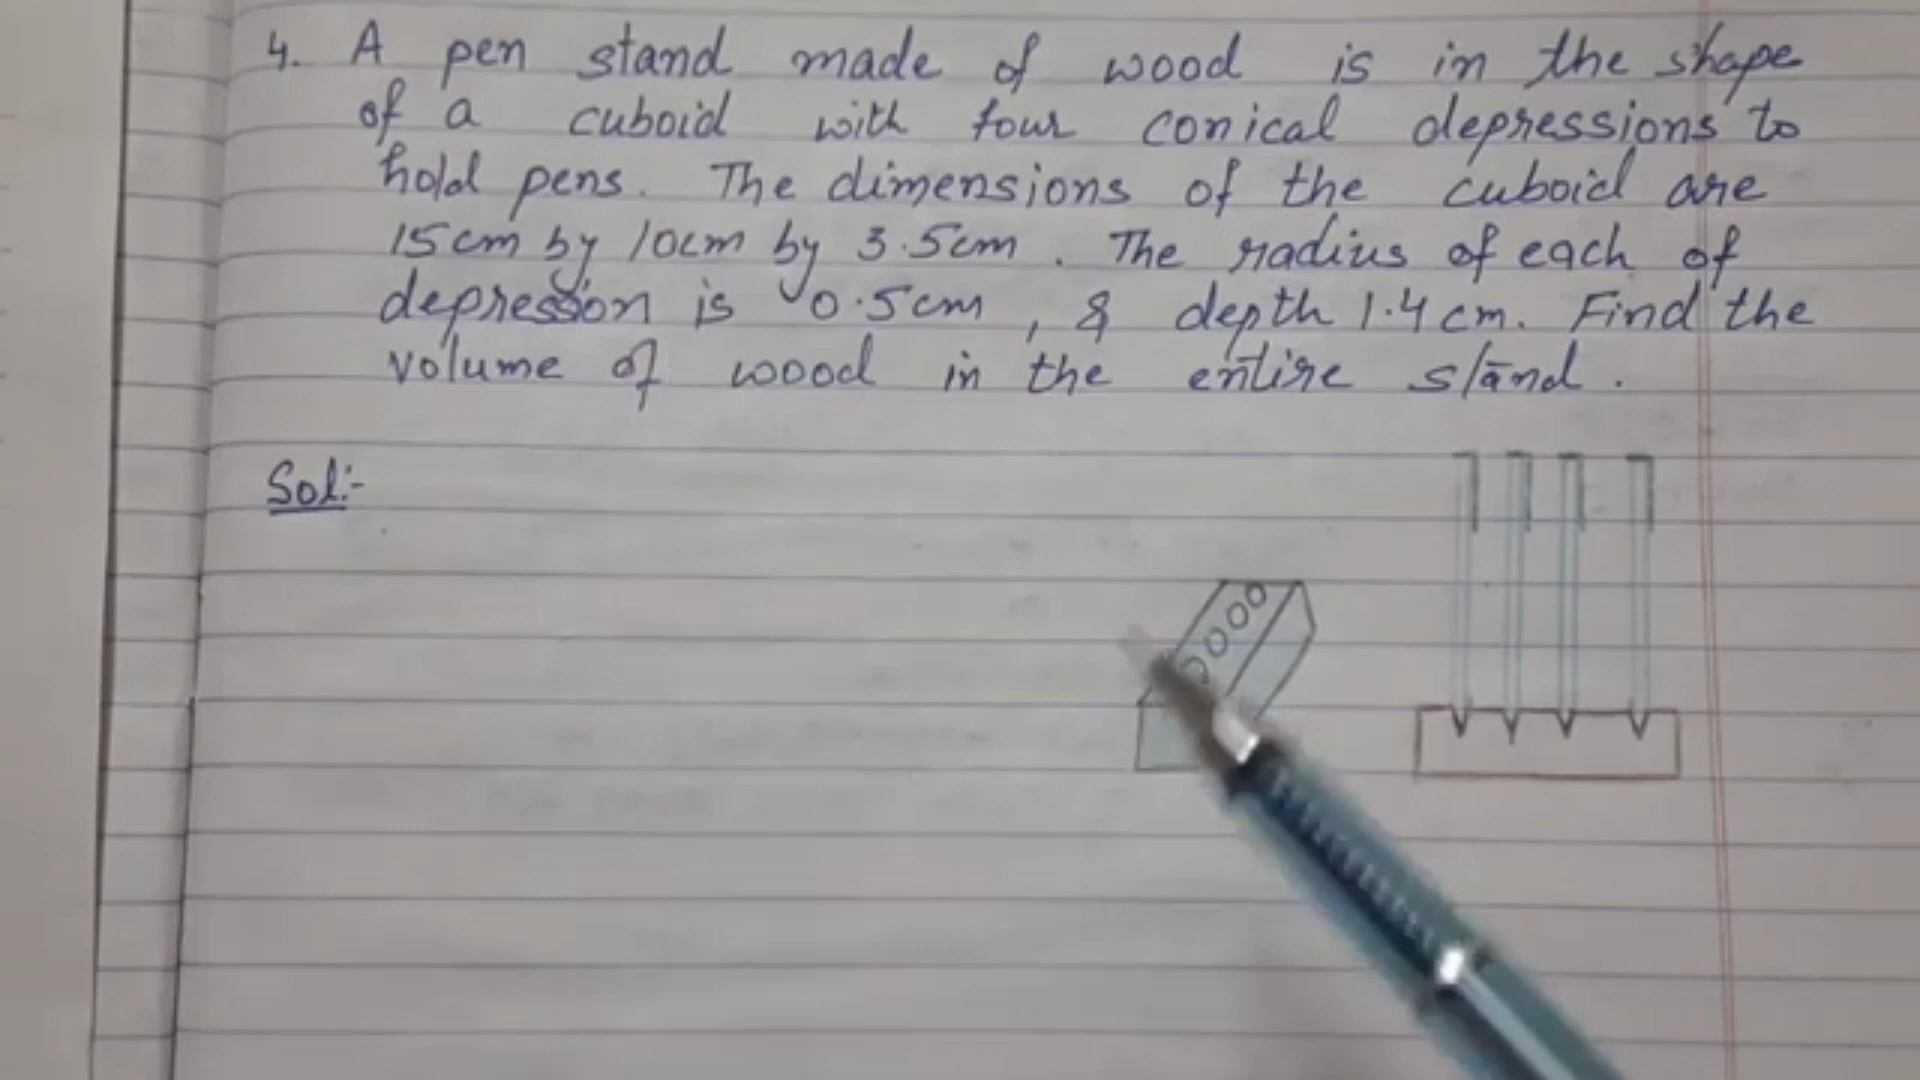 4. A pen stand made of wood is in the shape
of a cuboid with four conical depressions to
hold pens. The dimensions of the cuboid are
15cm by 10cm by 3.5cm. The radius of each of
depression is 0.5cm, & depth 1.4cm. Find the
volume of wood in the entire stand.
Sol:-